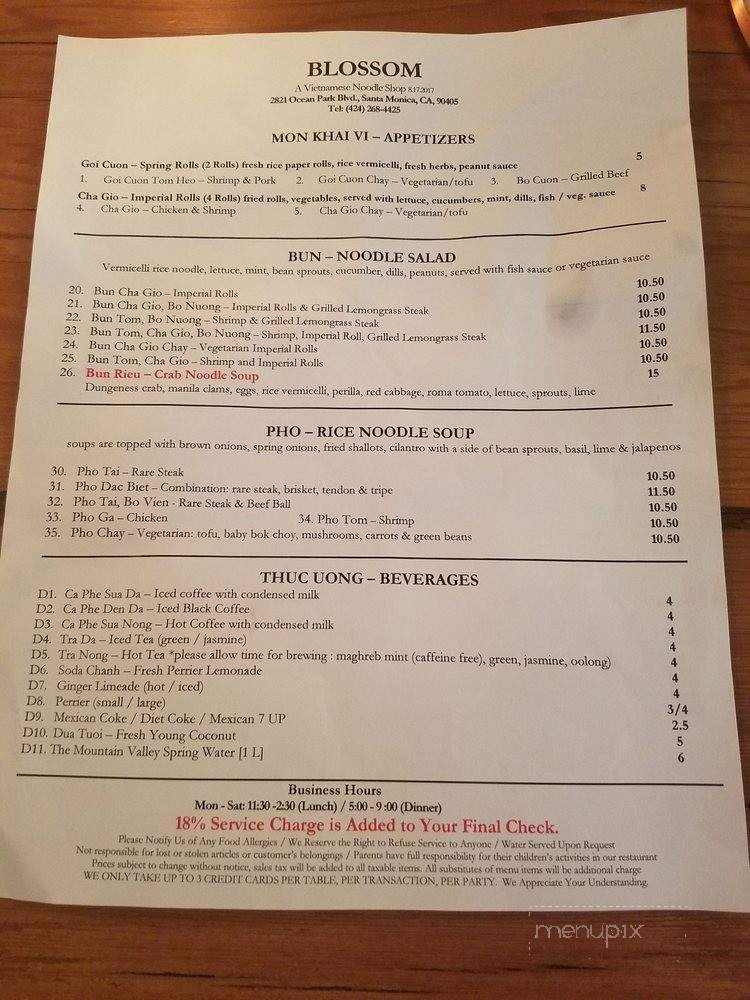 BLOSSOM
A Vietnamese Noodle Shop 8.17.2017
2821 Ocean Park Blvd., Santa Monica, CA, 90405
Tel: (424) 268-4425
MON KHAI VI – APPETIZERS
Goi Cuon – Spring Rolls (2 Rolls) fresh rice paper rolls, rice vermicelli, fresh herbs, peanut sauce 5
1. Goi Cuon Tom Heo – Shrimp & Pork 2. Goi Cuon Chay – Vegetarian/tofu 3. Bo Cuon – Grilled Beef
Cha Gio – Imperial Rolls (4 Rolls) fried rolls, vegetables, served with lettuce, cucumbers, mint, dills, fish / veg. sauce 8
4. Cha Gio – Chicken & Shrimp 5. Cha Gio Chay – Vegetarian/tofu
BUN – NOODLE SALAD
Vermicelli rice noodle, lettuce, mint, bean sprouts, cucumber, dills, peanuts, served with fish sauce or vegetarian sauce
20. Bun Cha Gio – Imperial Rolls 10.50
21. Bun Cha Gio, Bo Nuong – Imperial Rolls & Grilled Lemongrass Steak 10.50
22. Bun Tom, Bo Nuong – Shrimp & Grilled Lemongrass Steak 10.50
23. Bun Tom, Cha Gio, Bo Nuong – Shrimp, Imperial Roll, Grilled Lemongrass Steak 11.50
24. Bun Cha Gio Chay – Vegetarian Imperial Rolls 10.50
25. Bun Tom, Cha Gio – Shrimp and Imperial Rolls 10.50
26. Bun Rieu – Crab Noodle Soup 15
Dungeness crab, manila clams, eggs, rice vermicelli, perilla, red cabbage, roma tomato, lettuce, sprouts, lime
PHO – RICE NOODLE SOUP
soups are topped with brown onions, spring onions, fried shallots, cilantro with a side of bean sprouts, basil, lime & jalapenos
30. Pho Tai – Rare Steak 10.50
31. Pho Dac Biet – Combination: rare steak, brisket, tendon & tripe 11.50
32. Pho Tai, Bo Vien - Rare Steak & Beef Ball 10.50
33. Pho Ga – Chicken 34. Pho Tom – Shrimp 10.50
35. Pho Chay – Vegetarian: tofu, baby bok choy, mushrooms, carrots & green beans 10.50
THUC UONG – BEVERAGES
D1. Ca Phe Sua Da – Iced coffee with condensed milk 4
D2. Ca Phe Den Da – Iced Black Coffee 4
D3. Ca Phe Sua Nong – Hot Coffee with condensed milk 4
D4. Tra Da – Iced Tea (green / jasmine) 4
D5. Tra Nong – Hot Tea *please allow time for brewing : maghreb mint (caffeine free), green, jasmine, oolong) 4
D6. Soda Chanh – Fresh Perrier Lemonade 4
D7. Ginger Limeade (hot / iced) 4
D8. Perrier (small / large) 3/4
D9. Mexican Coke / Diet Coke / Mexican 7 UP 2.5
D10. Dua Tuoi – Fresh Young Coconut 5
D11. The Mountain Valley Spring Water [1 L] 6
Business Hours
Mon - Sat: 11:30 -2:30 (Lunch) / 5:00 - 9 :00 (Dinner)
18% Service Charge is Added to Your Final Check.
Please Notify Us of Any Food Allergies / We Reserve the Right to Refuse Service to Anyone / Water Served Upon Request
Not responsible for lost or stolen articles or customer's belongings / Parents have full responsibility for their children's activities in our restaurant
Prices subject to change without notice, sales tax will be added to all taxable items. All substitutes of menu items will be additional charge
WE ONLY TAKE UP TO 3 CREDIT CARDS PER TABLE, PER TRANSACTION, PER PARTY. We Appreciate Your Understanding.
menupix